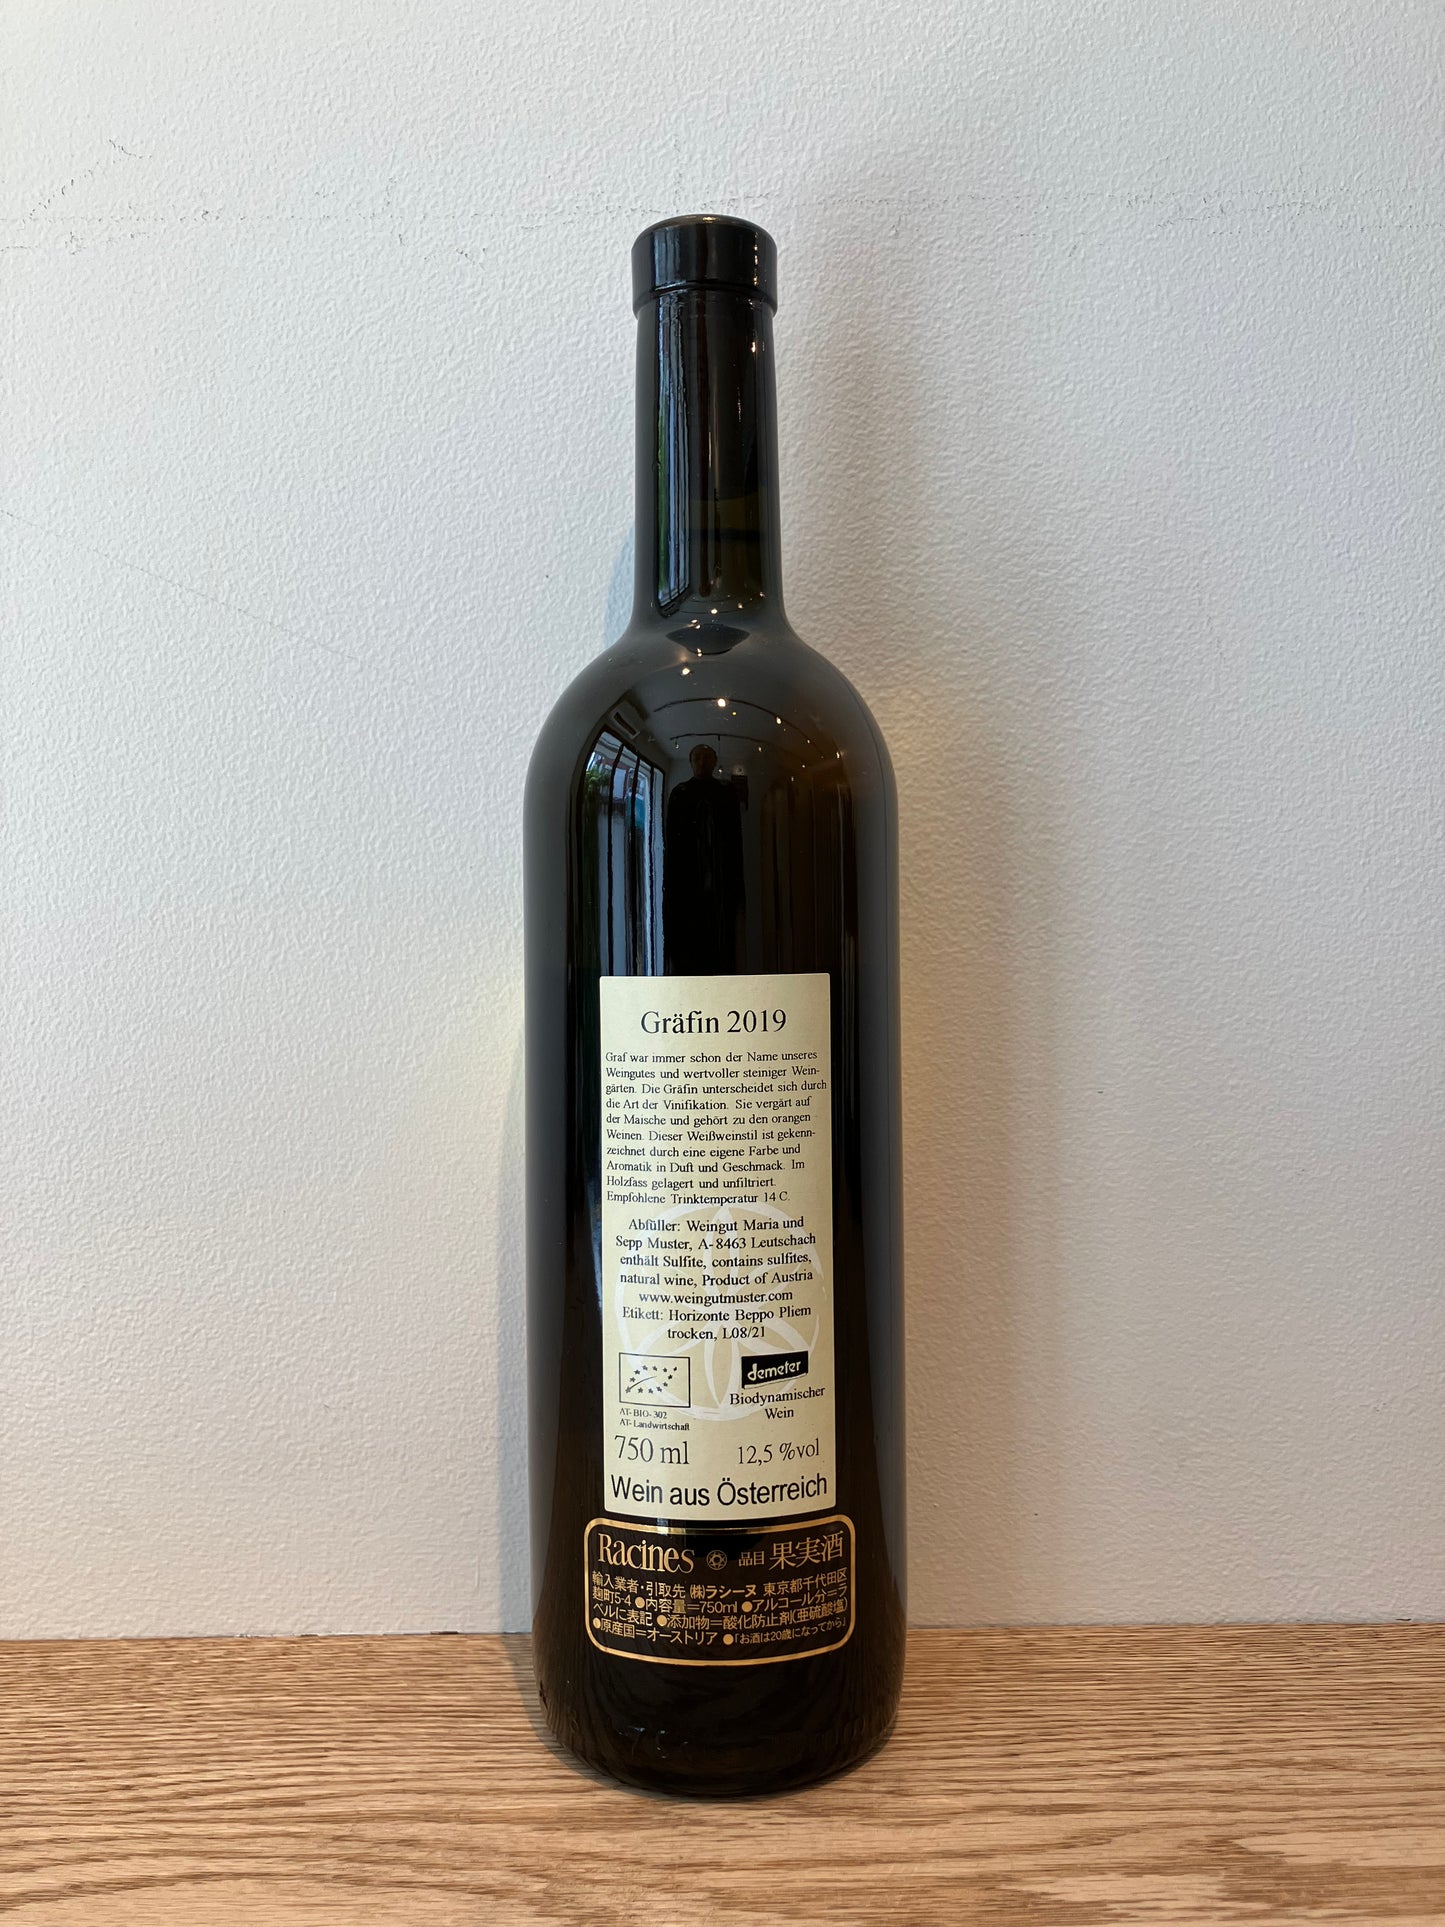 Gräfin 2019
Graf war immer schon der Name unseres
Weingutes und wertvoller steiniger Wein-
gärten. Die Gräfin unterscheidet sich durch
die Art der Vinifikation. Sie vergärt auf
der Maische und gehört zu den orangen
Weinen. Dieser Weißweinstil ist gekenn-
zeichnet durch eine eigene Farbe und
Aromatik in Duft und Geschmack. Im
Holzfass gelagert und unfiltriert.
Empfohlene Trinktemperatur 14 C.
Abfüller: Weingut Maria und
Sepp Muster, A-8463 Leutschach
enthält Sulfite, contains sulfites,
natural wine, Product of Austria
www.weingutmuster.com
Etikett: Horizonte Beppo Pliem
trocken, L08/21
demeter
Biodynamischer
Wein
AT-BIO-302
AT-Landwirtschaft
750 ml 12,5 %vol
Wein aus Österreich
Racines 品目 果実酒
輸入業者・引取先 ㈱ラシーヌ 東京都千代田区
麹町5-4 ●内容量=750ml ●アルコール分=ラ
ベルに表記 ●添加物=酸化防止剤(亜硫酸塩)
●原産国=オーストリア ●「お酒は20歳になってから」